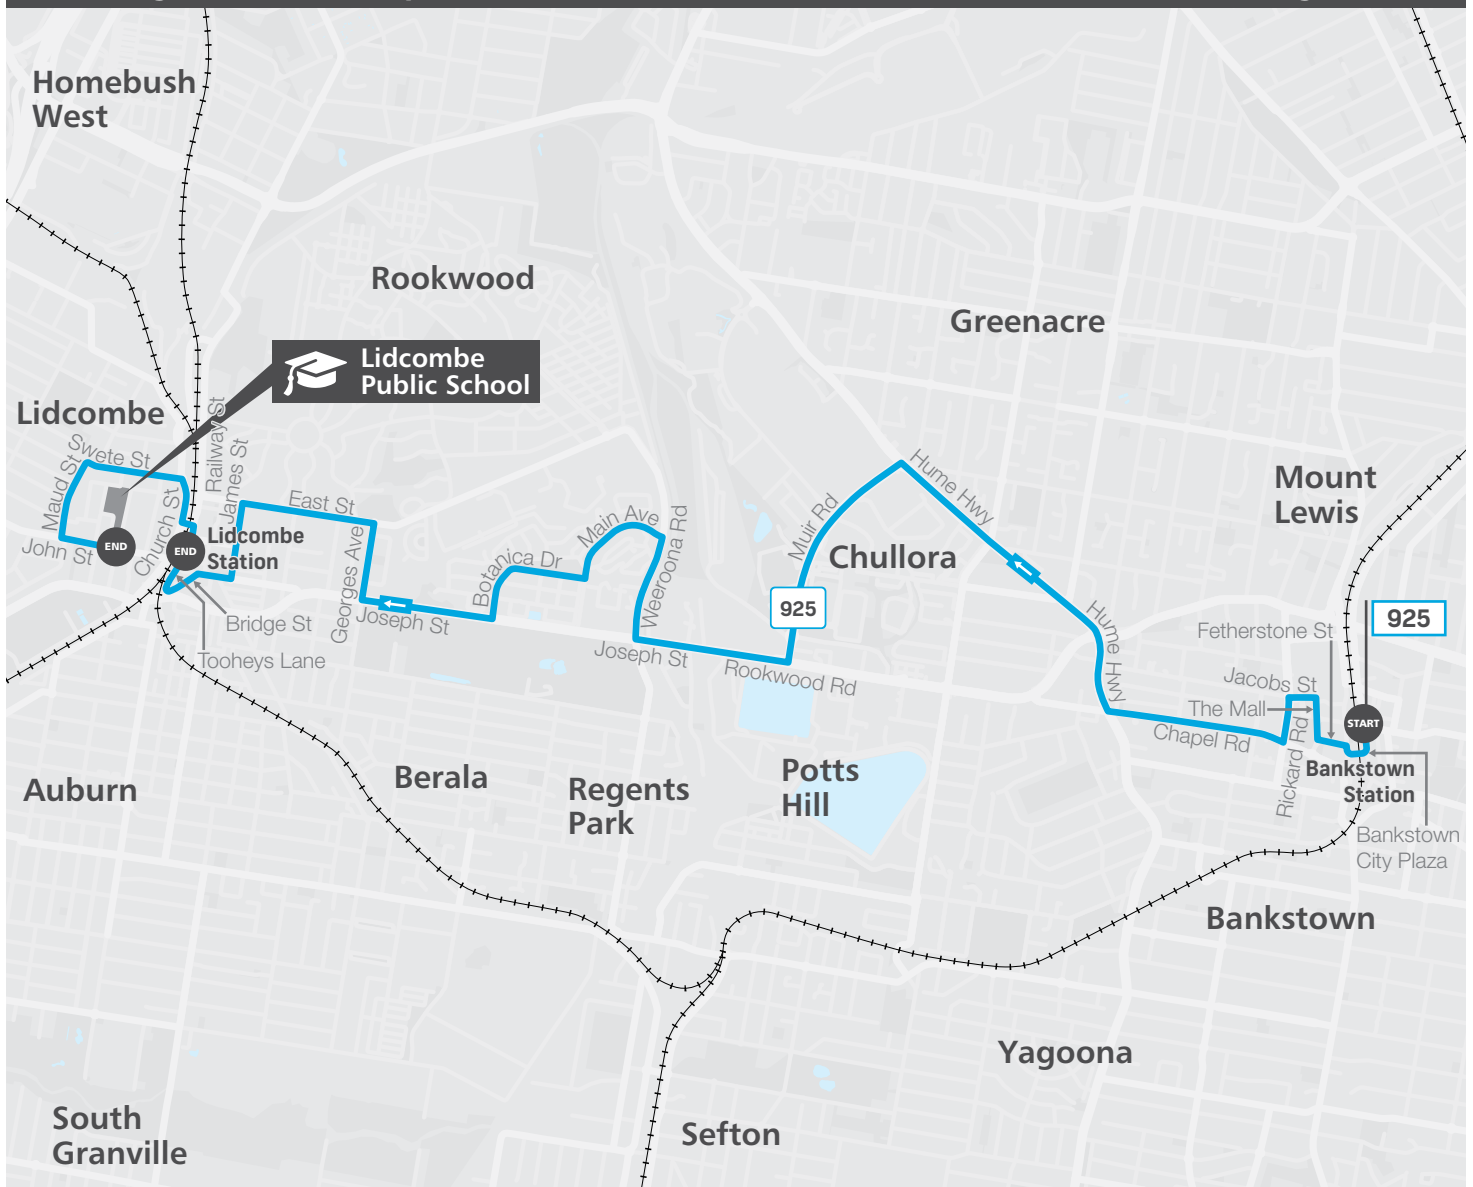 Homebush
West
Rookwood
Greenacre
Lidcombe
Public School
Lidcombe
Railway St
Swete St
James St
Maud St
East St
Hume Hwy
Mount
Lewis
Church St
Muir Rd
Main Ave
Weeroona Rd
John St
END
END
Lidcombe
Station
Georges Ave
Botanica Dr
Chullora
925
Joseph St
Bridge St
Tooheys Lane
Joseph St
Rookwood Rd
Hume Hwy
Fetherstone St
925
Jacobs St
The Mall
START
Chapel Rd
Rickard Rd
Bankstown
Station
Bankstown
City Plaza
Auburn
Berala
Regents
Park
Potts
Hill
Bankstown
Yagoona
South
Granville
Sefton